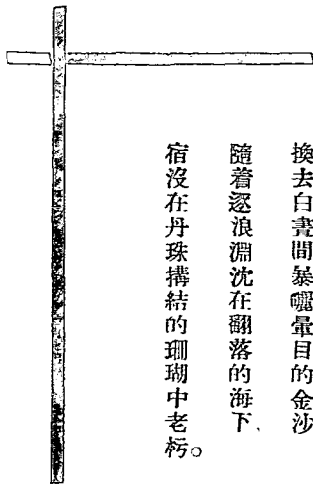 換去白晝間暴曬暈目的金沙
隨着逐浪淵沈在翻落的海下、
宿沒在丹珠搆結的珊瑚中老朽。